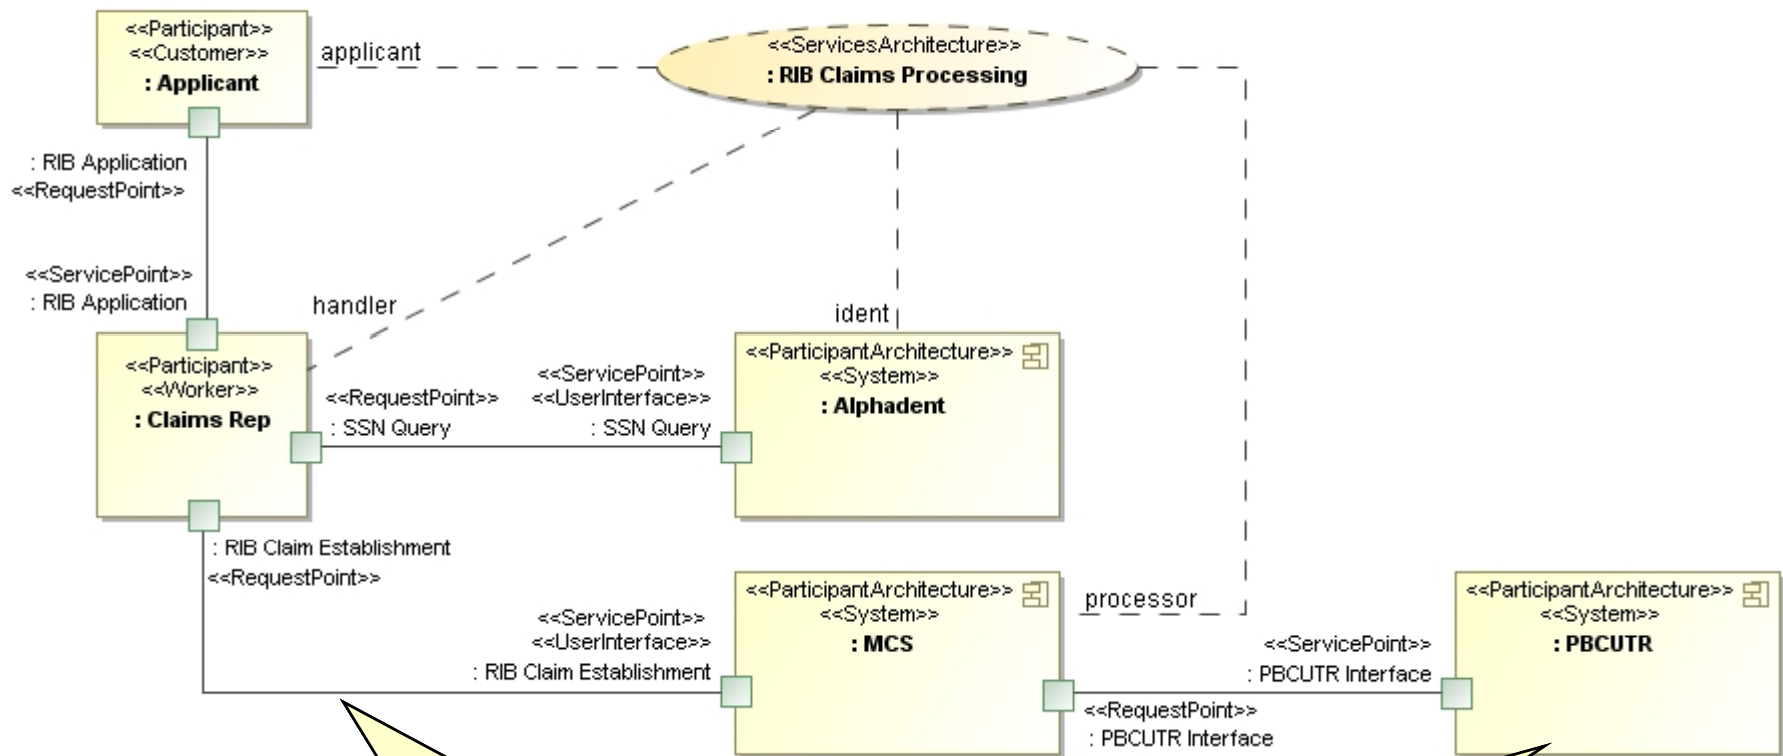 <<Participant>>
<<Customer>>
: Applicant
applicant
<<ServicesArchitecture>>
: RIB Claims Processing
: RIB Application
<<RequestPoint>>
<<ServicePoint>>
: RIB Application
handler
ident
<<Participant>>
<<Worker>>
: Claims Rep
<<RequestPoint>>
: SSN Query
<<ServicePoint>>
<<UserInterface>>
: SSN Query
<<ParticipantArchitecture>>
<<System>>
: Alphadent
: RIB Claim Establishment
<<RequestPoint>>
<<ServicePoint>>
<<UserInterface>>
: RIB Claim Establishment
<<ParticipantArchitecture>>
<<System>>
: MCS
processor
<<RequestPoint>>
: PBCUTR Interface
<<ServicePoint>>
: PBCUTR Interface
<<ParticipantArchitecture>>
<<System>>
: PBCUTR